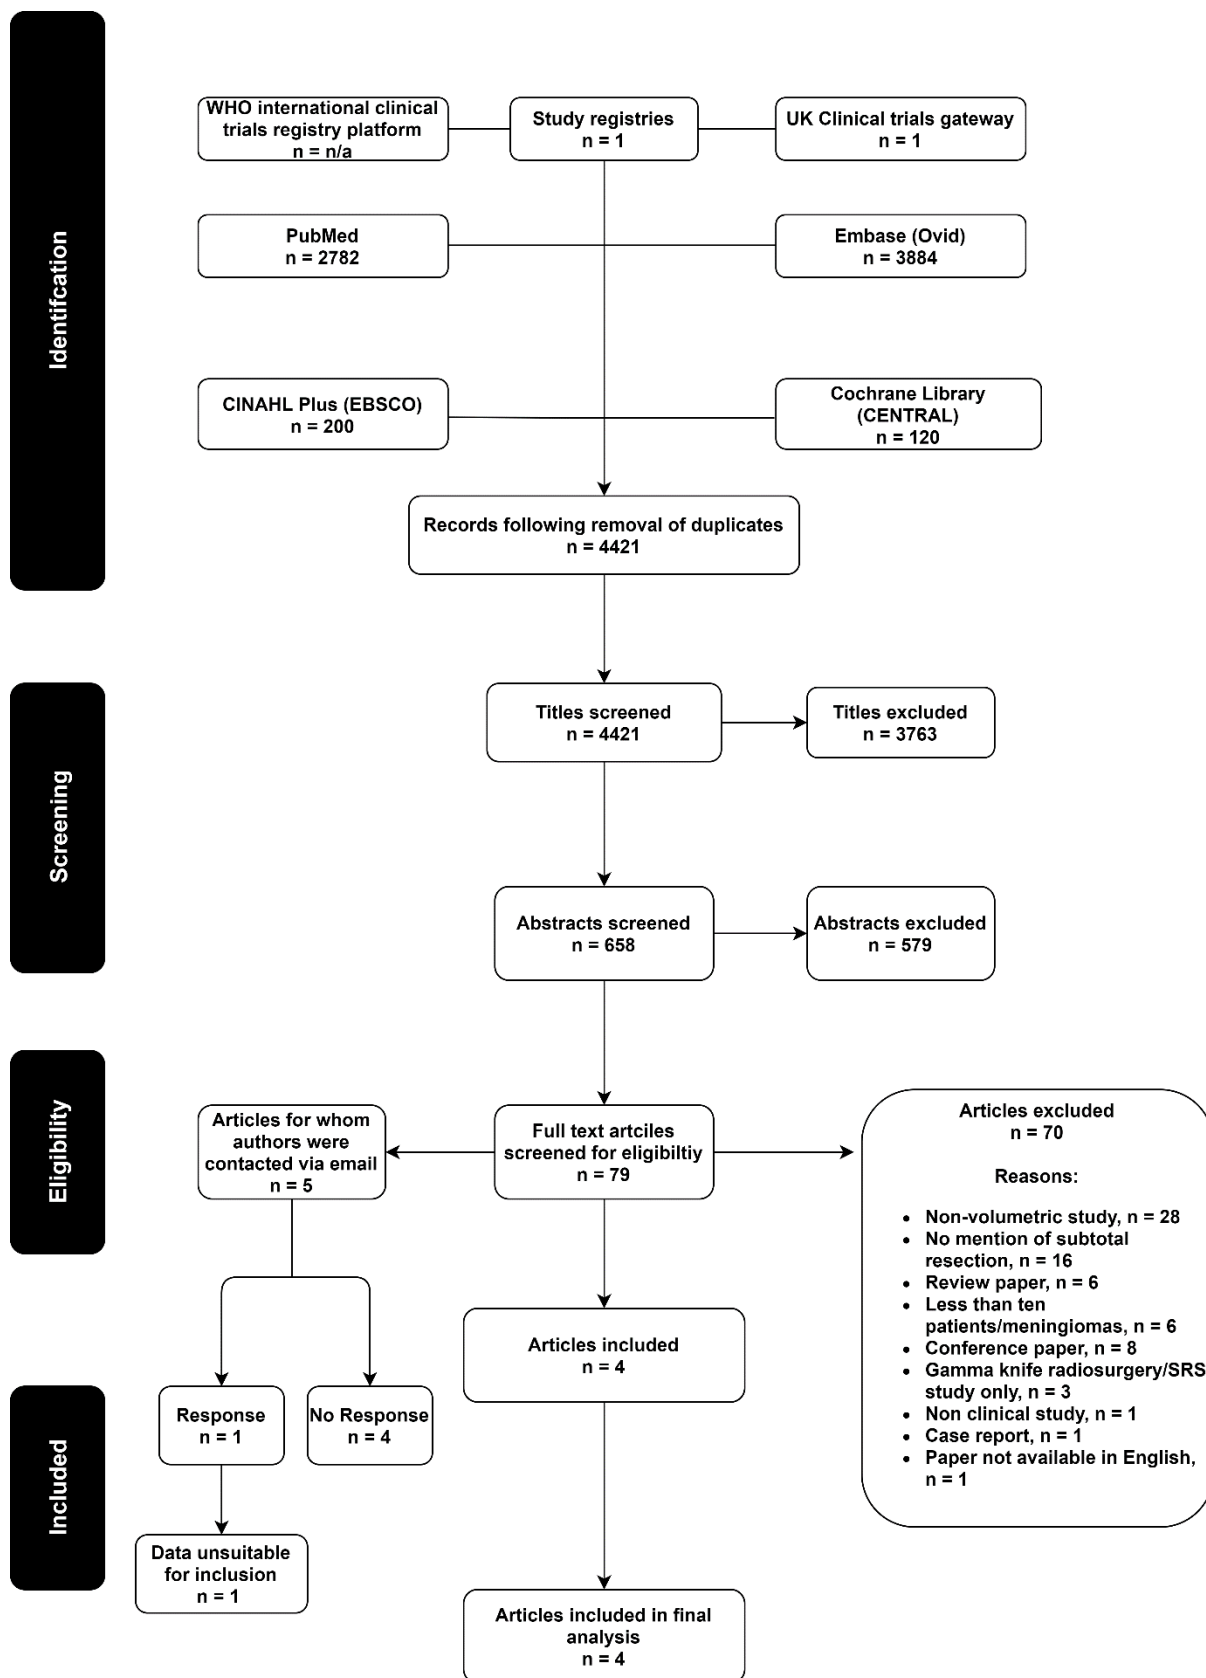 Identifcation
WHO international clinical
trials registry platform
n = n/a
Study registries
n = 1
UK Clinical trials gateway
n = 1
PubMed
n = 2782
Embase (Ovid)
n = 3884
CINAHL Plus (EBSCO)
n = 200
Cochrane Library
(CENTRAL)
n = 120
Records following removal of duplicates
n = 4421
Screening
Titles screened
n = 4421
Titles excluded
n = 3763
Abstracts screened
n = 658
Abstracts excluded
n = 579
Eligibility
Articles for whom
authors were
contacted via email
n = 5
Full text artciles
screened for eligibiltiy
n = 79
Articles excluded
n = 70
Reasons:
• Non-volumetric study, n = 28
• No mention of subtotal
resection, n = 16
• Review paper, n = 6
• Less than ten
patients/meningiomas, n = 6
• Conference paper, n = 8
• Gamma knife radiosurgery/SRS
study only, n = 3
• Non clinical study, n = 1
• Case report, n = 1
• Paper not available in English,
n = 1
Articles included
n = 4
Included
Response
n = 1
No Response
n = 4
Data unsuitable
for inclusion
n = 1
Articles included in final
analysis
n = 4